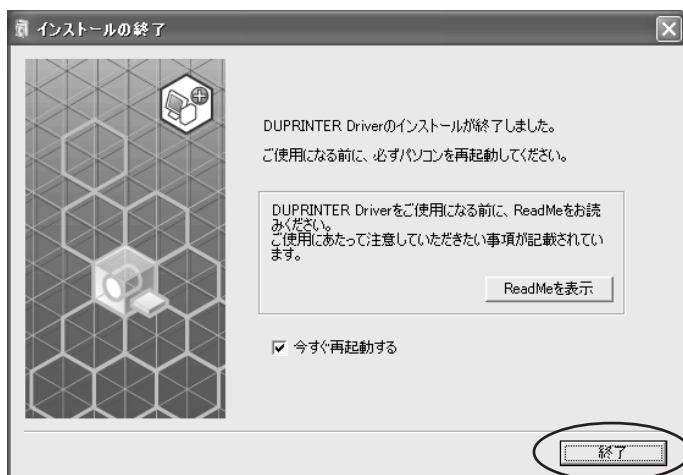 インストールの終了
DUPRINTER Driverのインストールが終了しました。
ご使用になる前に、必ずパソコンを再起動してください。
DUPRINTER Driverをご使用になる前に、ReadMeをお読
みください。
ご使用にあたって注意していただきたい事項が記載されてい
ます。
ReadMeを表示
今すぐ再起動する
終了